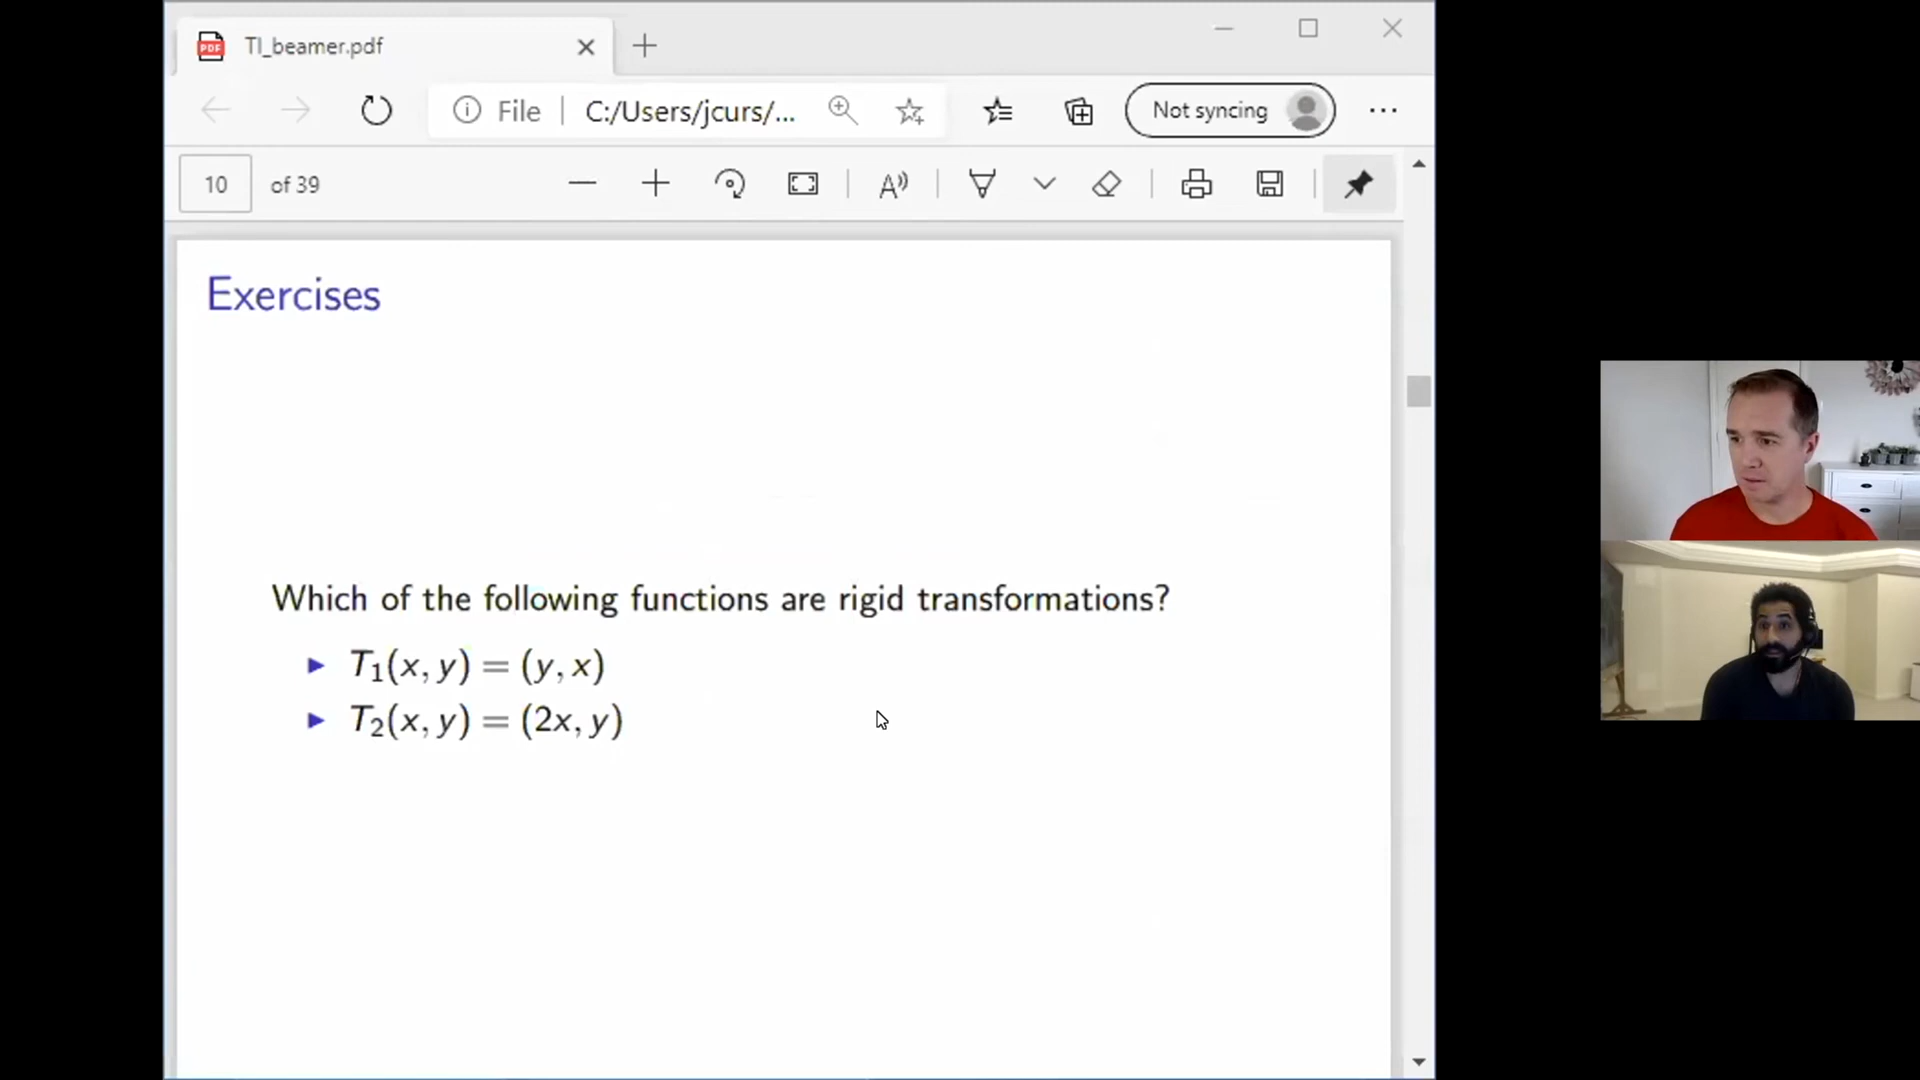 TI_beamer.pdf
File C:/Users/jcurs/... Not syncing
10 of 39
Exercises
Which of the following functions are rigid transformations?
▶ T₁(x, y) = (y, x)
▶ T₂(x, y) = (2x, y)